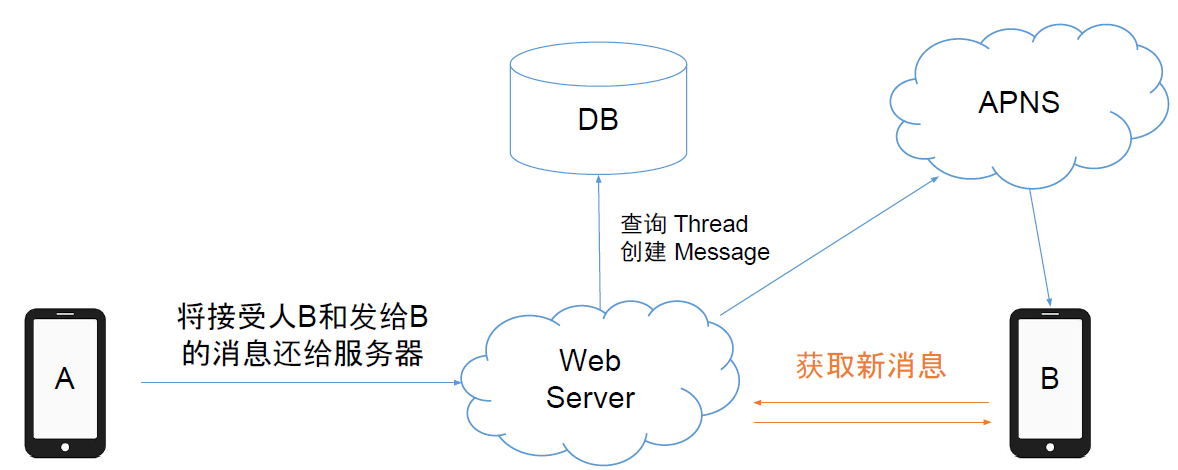 DB
APNS
查询 Thread
创建 Message
将接受人B和发给B
的消息还给服务器
A
Web
Server
获取新消息
B